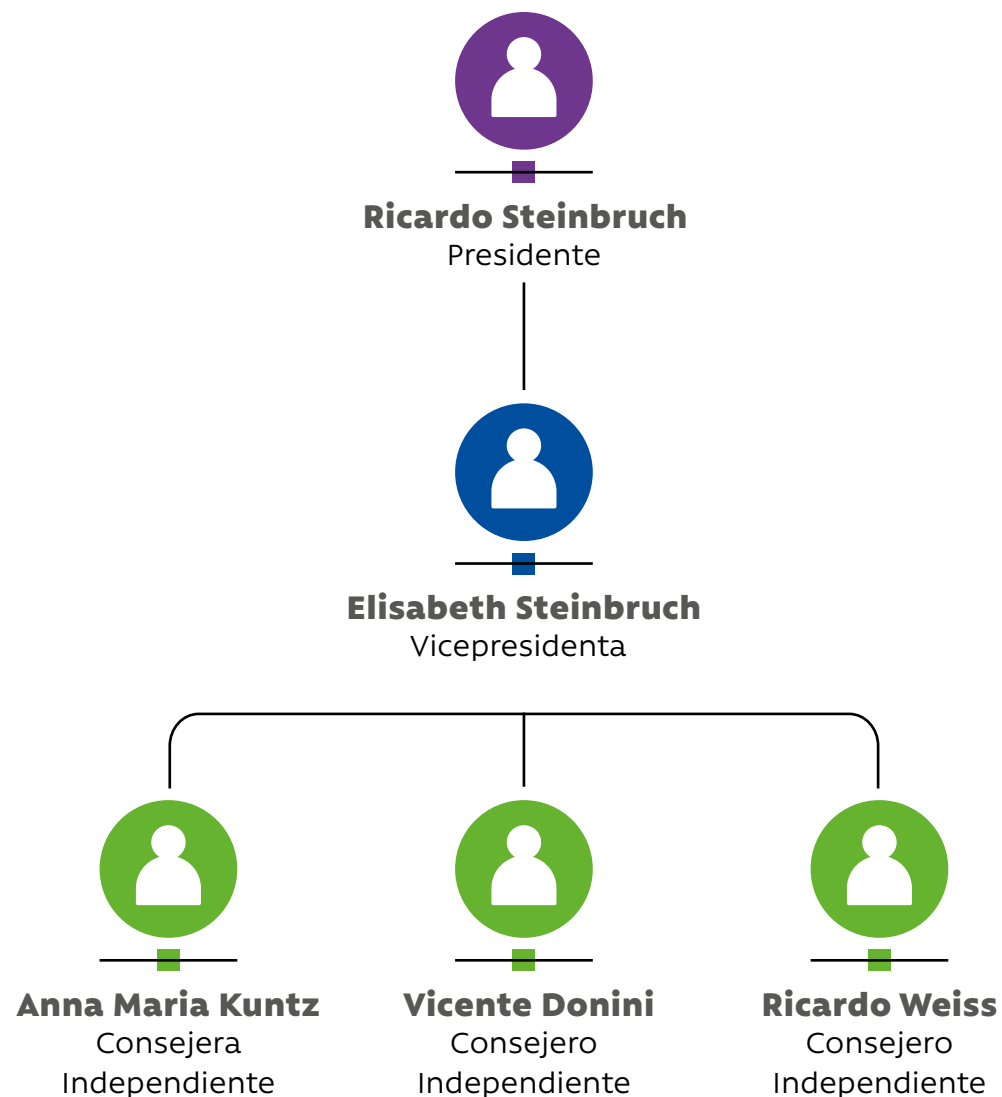 Ricardo Steinbruch
Presidente
Elisabeth Steinbruch
Vicepresidenta
Anna Maria Kuntz
Consejera
Independiente
Vicente Donini
Consejero
Independiente
Ricardo Weiss
Consejero
Independiente